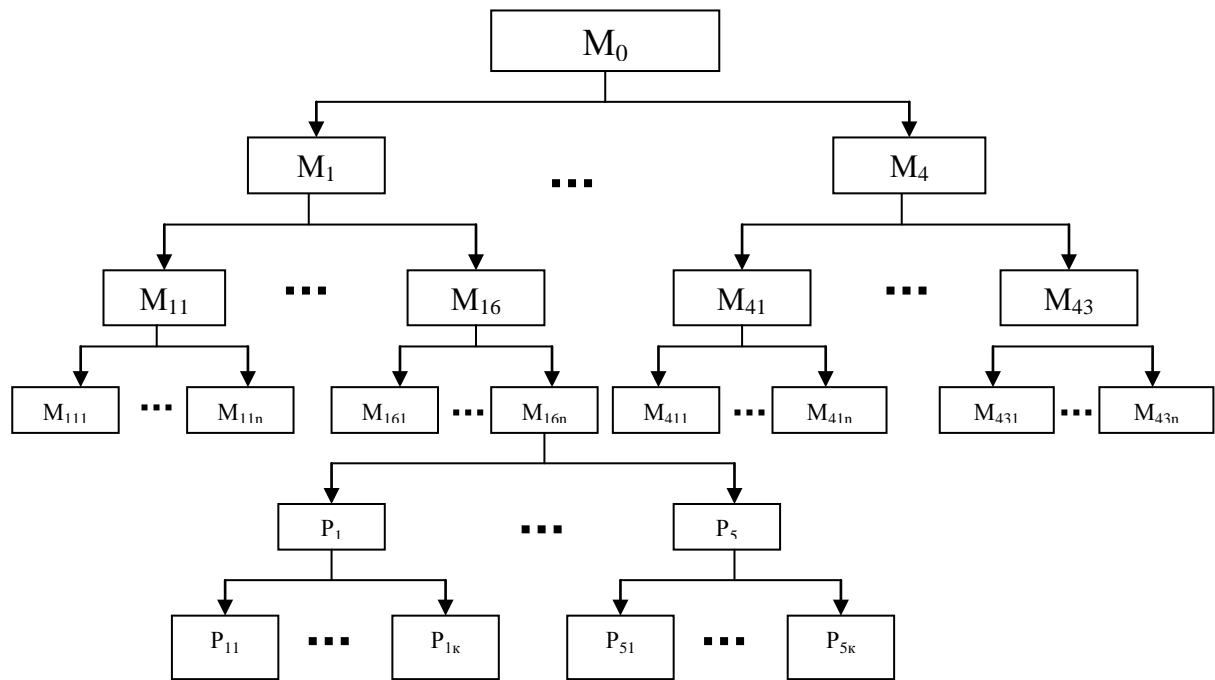 M₀
M₁ ... M₄
M₁₁ ... M₁₆ M₄₁ ... M₄₃
M₁₁₁ ... M₁₁ₙ M₁₆₁ ... M₁₆ₙ M₄₁₁ ... M₄₁ₙ M₄₃₁ ... M₄₃ₙ
P₁ ... P₅
P₁₁ ... P₁к P₅₁ ... P₅к